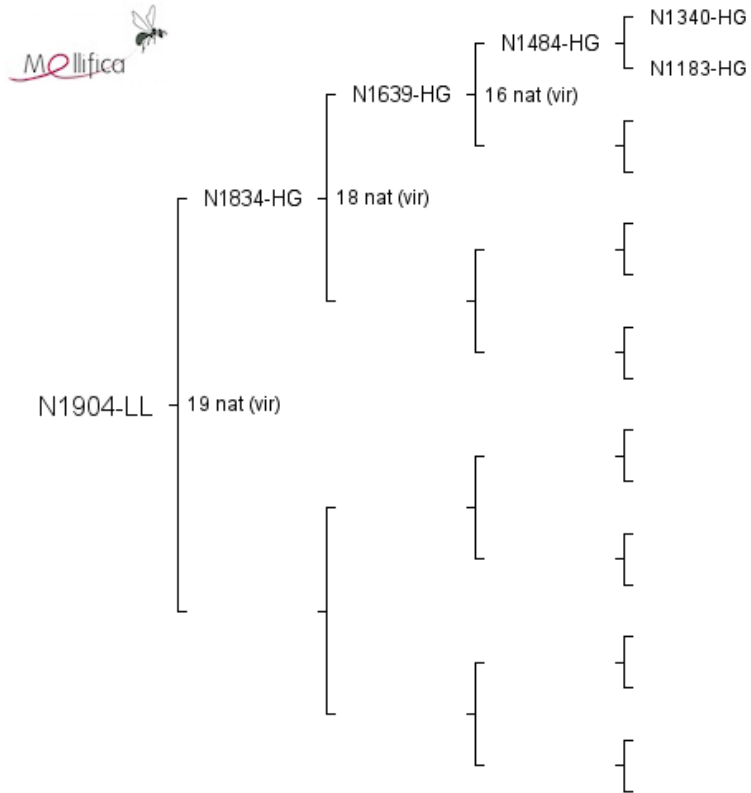 Mellifica
N1340-HG
N1484-HG
N1183-HG
N1639-HG
16 nat (vir)
N1834-HG
18 nat (vir)
N1904-LL
19 nat (vir)